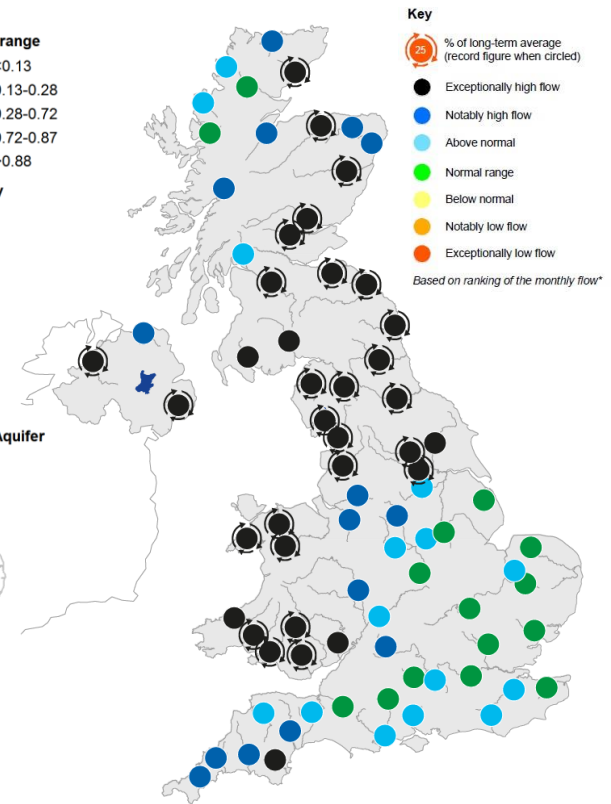 Key
25
% of long-term average
(record figure when circled)
Exceptionally high flow
Notably high flow
Above normal
Normal range
Below normal
Notably low flow
Exceptionally low flow
Based on ranking of the monthly flow*
range
0.13
0.13-0.28
0.28-0.72
0.72-0.87
0.88
Aquifer